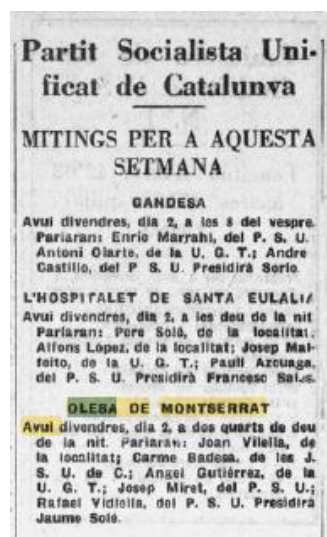 Partit Socialista Uni-
ficat de Catalunya
MITINGS PER A AQUESTA
SETMANA
GANDESA
Avui divendres, dia 2, a les 8 del vespre.
Parlaran: Enric Marrahi, del P. S. U.
Antoni Olarte, de la U. G. T.; Andre
Castillo, del P S. U. Presidirà Sorio.
L'HOSPITALET DE SANTA EULALIA
Avui divendres, dia 2, a les deu de la nit
Parlaran: Pere Solé, de la localitat.
Alfons López, de la localitat; Josep Mal-
feito, de la U. G. T.; Paulí Azcuaga,
del P. S. U. Presidirà Francesc
OLESA DE MONTSERRAT
Avui divendres, dia 2, a dos quarts de deu
de la nit. Parlaran: Joan Vilella, de
la localitat; Carme Badesa, de les J.
S. U. de C.; Angel Gutiérrez, de la
U. G. T.; Josep Miret, del P. S. U.;
Rafael Vidiella, del P. S. U. Presidirà
Jaume Solé.